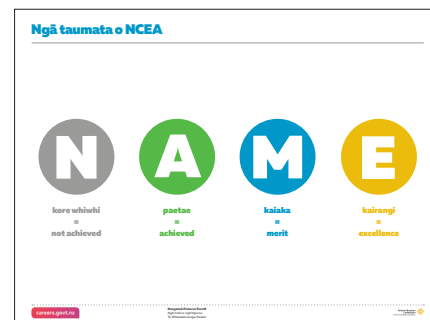 Ngā taumata o NCEA
N A M E
kore whiwhi
=
not achieved
paetae
=
achieved
kaiaka
=
merit
kairangi
=
excellence
careers.govt.nz